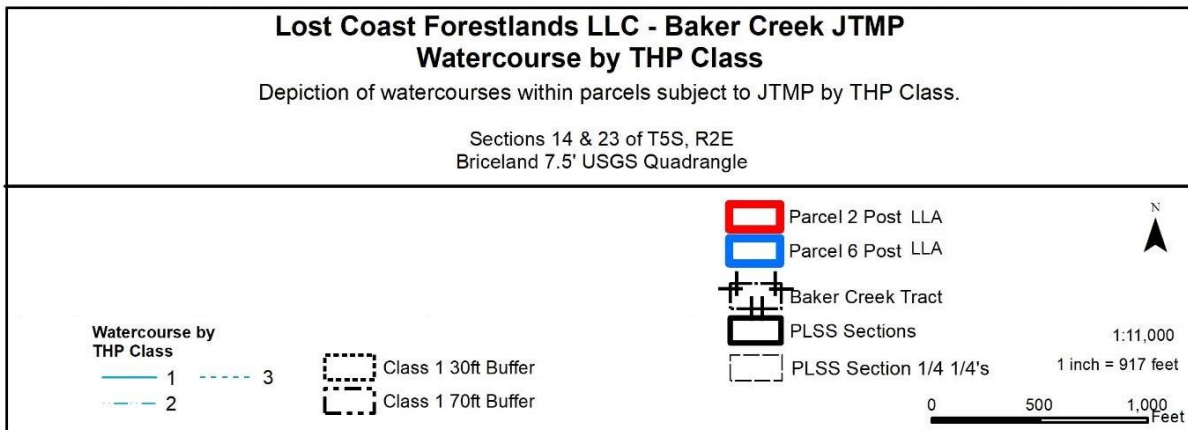 Lost Coast Forestlands LLC - Baker Creek JTMP
Watercourse by THP Class
Depiction of watercourses within parcels subject to JTMP by THP Class.
Sections 14 & 23 of T5S, R2E
Briceland 7.5' USGS Quadrangle
Parcel 2 Post LLA
Parcel 6 Post LLA
Baker Creek Tract
PLSS Sections
PLSS Section 1/4 1/4's
N
1:11,000
1 inch = 917 feet
0 500 1,000
Feet
Watercourse by
THP Class
1 3
2
Class 1 30ft Buffer
Class 1 70ft Buffer